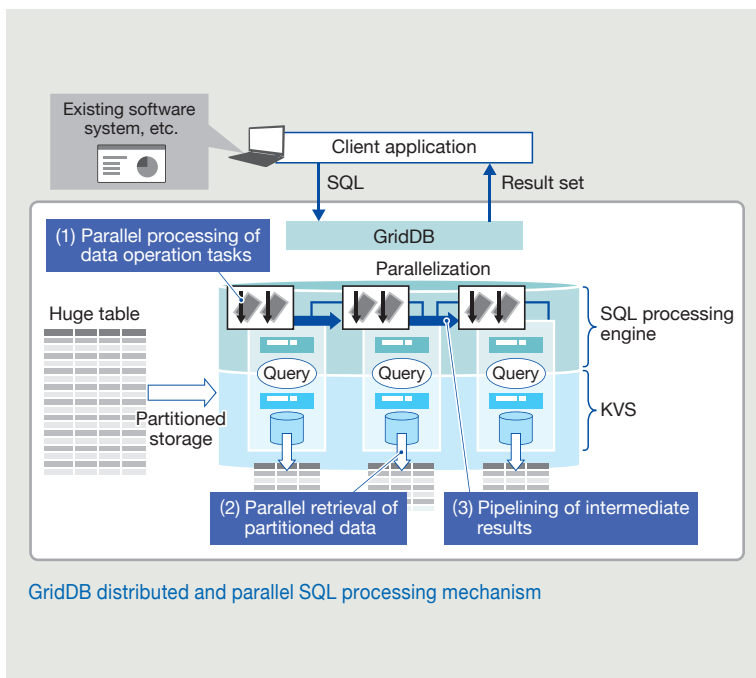 Existing software
system, etc.
Client application
SQL
Result set
GridDB
(1) Parallel processing of
data operation tasks
Parallelization
Huge table
SQL processing
engine
Query
Query
Query
KVS
Partitioned
storage
(2) Parallel retrieval of
partitioned data
(3) Pipelining of intermediate
results
GridDB distributed and parallel SQL processing mechanism